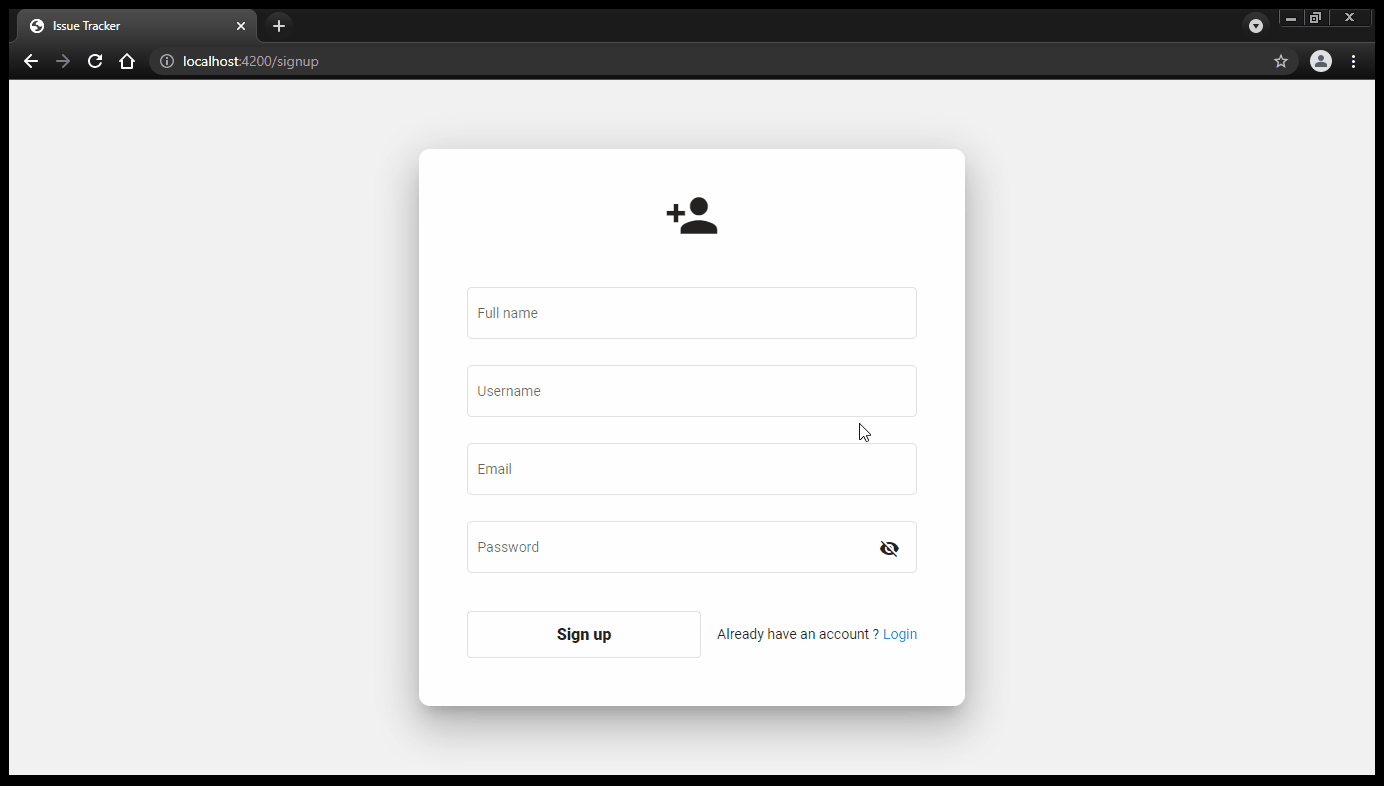 Issue Tracker
localhost:4200/signup
Full name
Username
Email
Password
Sign up
Already have an account ? Login